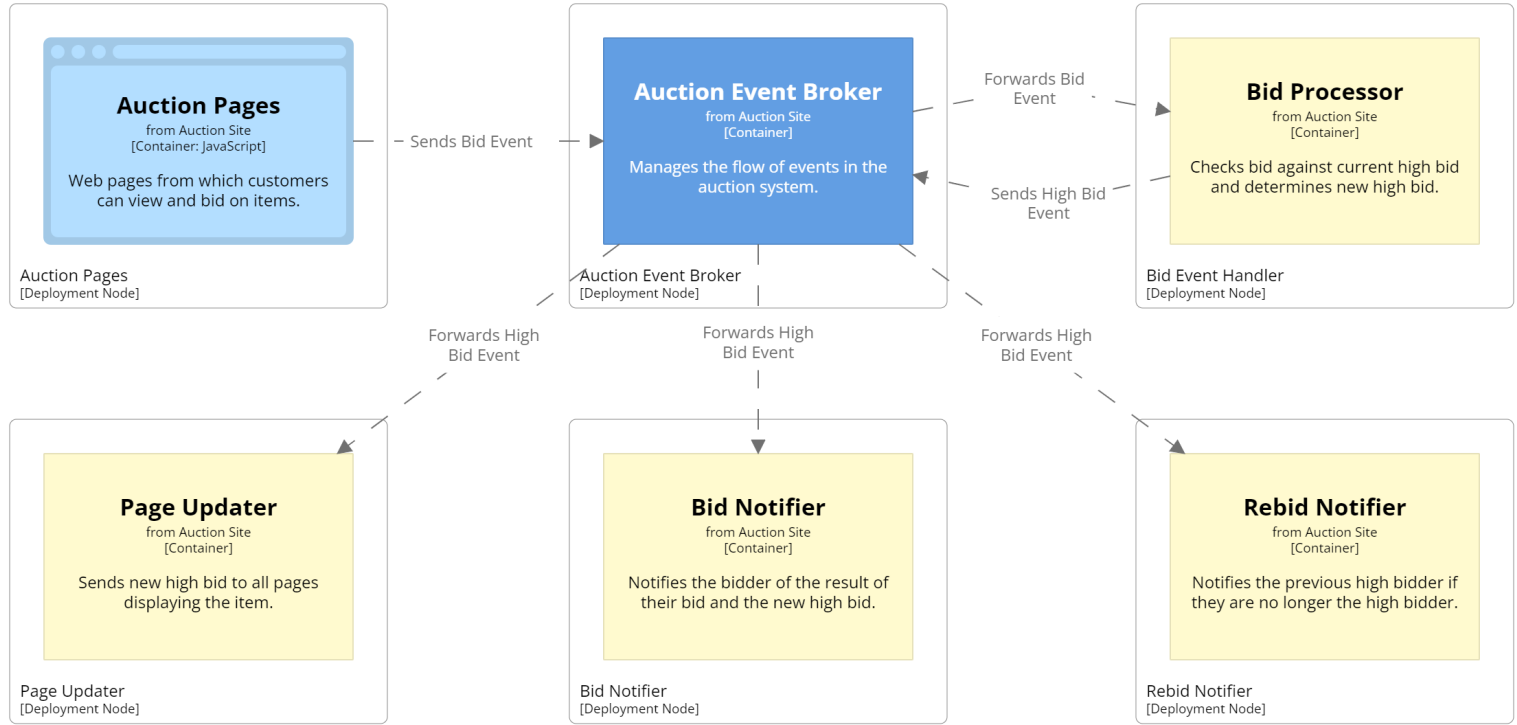 Auction Pages
from Auction Site
[Container: JavaScript]
Web pages from which customers
can view and bid on items.
Auction Pages
[Deployment Node]
Sends Bid Event
Auction Event Broker
from Auction Site
[Container]
Manages the flow of events in the
auction system.
Auction Event Broker
[Deployment Node]
Forwards Bid
Event
Sends High Bid
Event
Bid Processor
from Auction Site
[Container]
Checks bid against current high bid
and determines new high bid.
Bid Event Handler
[Deployment Node]
Forwards High
Bid Event
Forwards High
Bid Event
Forwards High
Bid Event
Page Updater
from Auction Site
[Container]
Sends new high bid to all pages
displaying the item.
Page Updater
[Deployment Node]
Bid Notifier
from Auction Site
[Container]
Notifies the bidder of the result of
their bid and the new high bid.
Bid Notifier
[Deployment Node]
Rebid Notifier
from Auction Site
[Container]
Notifies the previous high bidder if
they are no longer the high bidder.
Rebid Notifier
[Deployment Node]